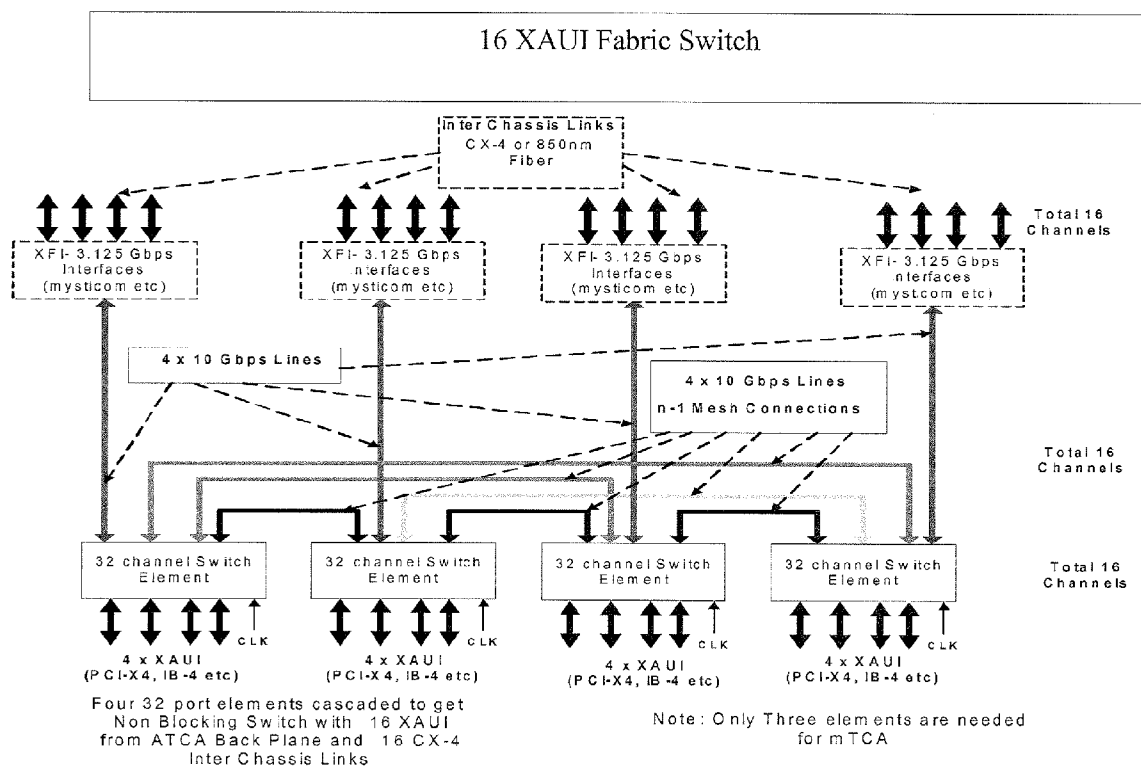 16 XAUI Fabric Switch
Inter Chassis Links
CX-4 or 850nm
Fiber
Total 16
Channels
XFI- 3.125 Gbps
Interfaces
(mysticom etc)
XFI- 3.125 Gbps
Interfaces
(mysticom etc)
XFI- 3.125 Gbps
Interfaces
(mysticom etc)
XFI- 3.125 Gbps
Interfaces
(mysticom etc)
4 x 10 Gbps Lines
4 x 10 Gbps Lines
n-1 Mesh Connections
Total 16
Channels
32 channel Switch
Element
32 channel Switch
Element
32 channel Switch
Element
32 channel Switch
Element
Total 16
Channels
CLK
CLK
CLK
CLK
4 x XAUI
(PCI-X4, IB-4 etc)
4 x XAUI
(PCI-X4, IB-4 etc)
4 x XAUI
(PCI-X4, IB-4 etc)
4 x XAUI
(PCI-X4, IB-4 etc)
Four 32 port elements cascaded to get
Non Blocking Switch with 16 XAUI
from ATCA Back Plane and 16 CX-4
Inter Chassis Links
Note: Only Three elements are needed
for mTCA